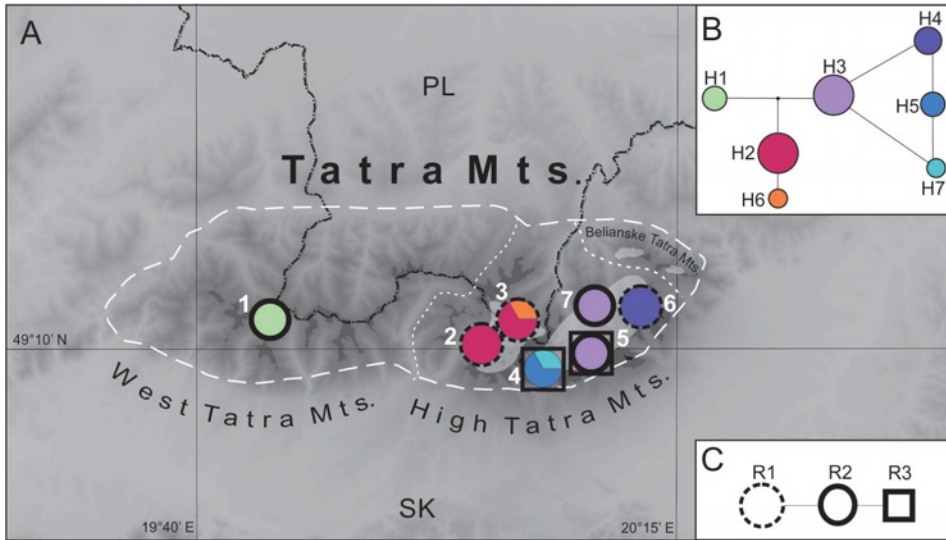 A
PL
Tatra Mts.
Belianske Tatra Mts.
1
2
3
4
5
6
7
49°10' N
West Tatra Mts.
High Tatra Mts.
SK
19°40' E
20°15' E
B
H1
H2
H3
H4
H5
H6
H7
C
R1
R2
R3